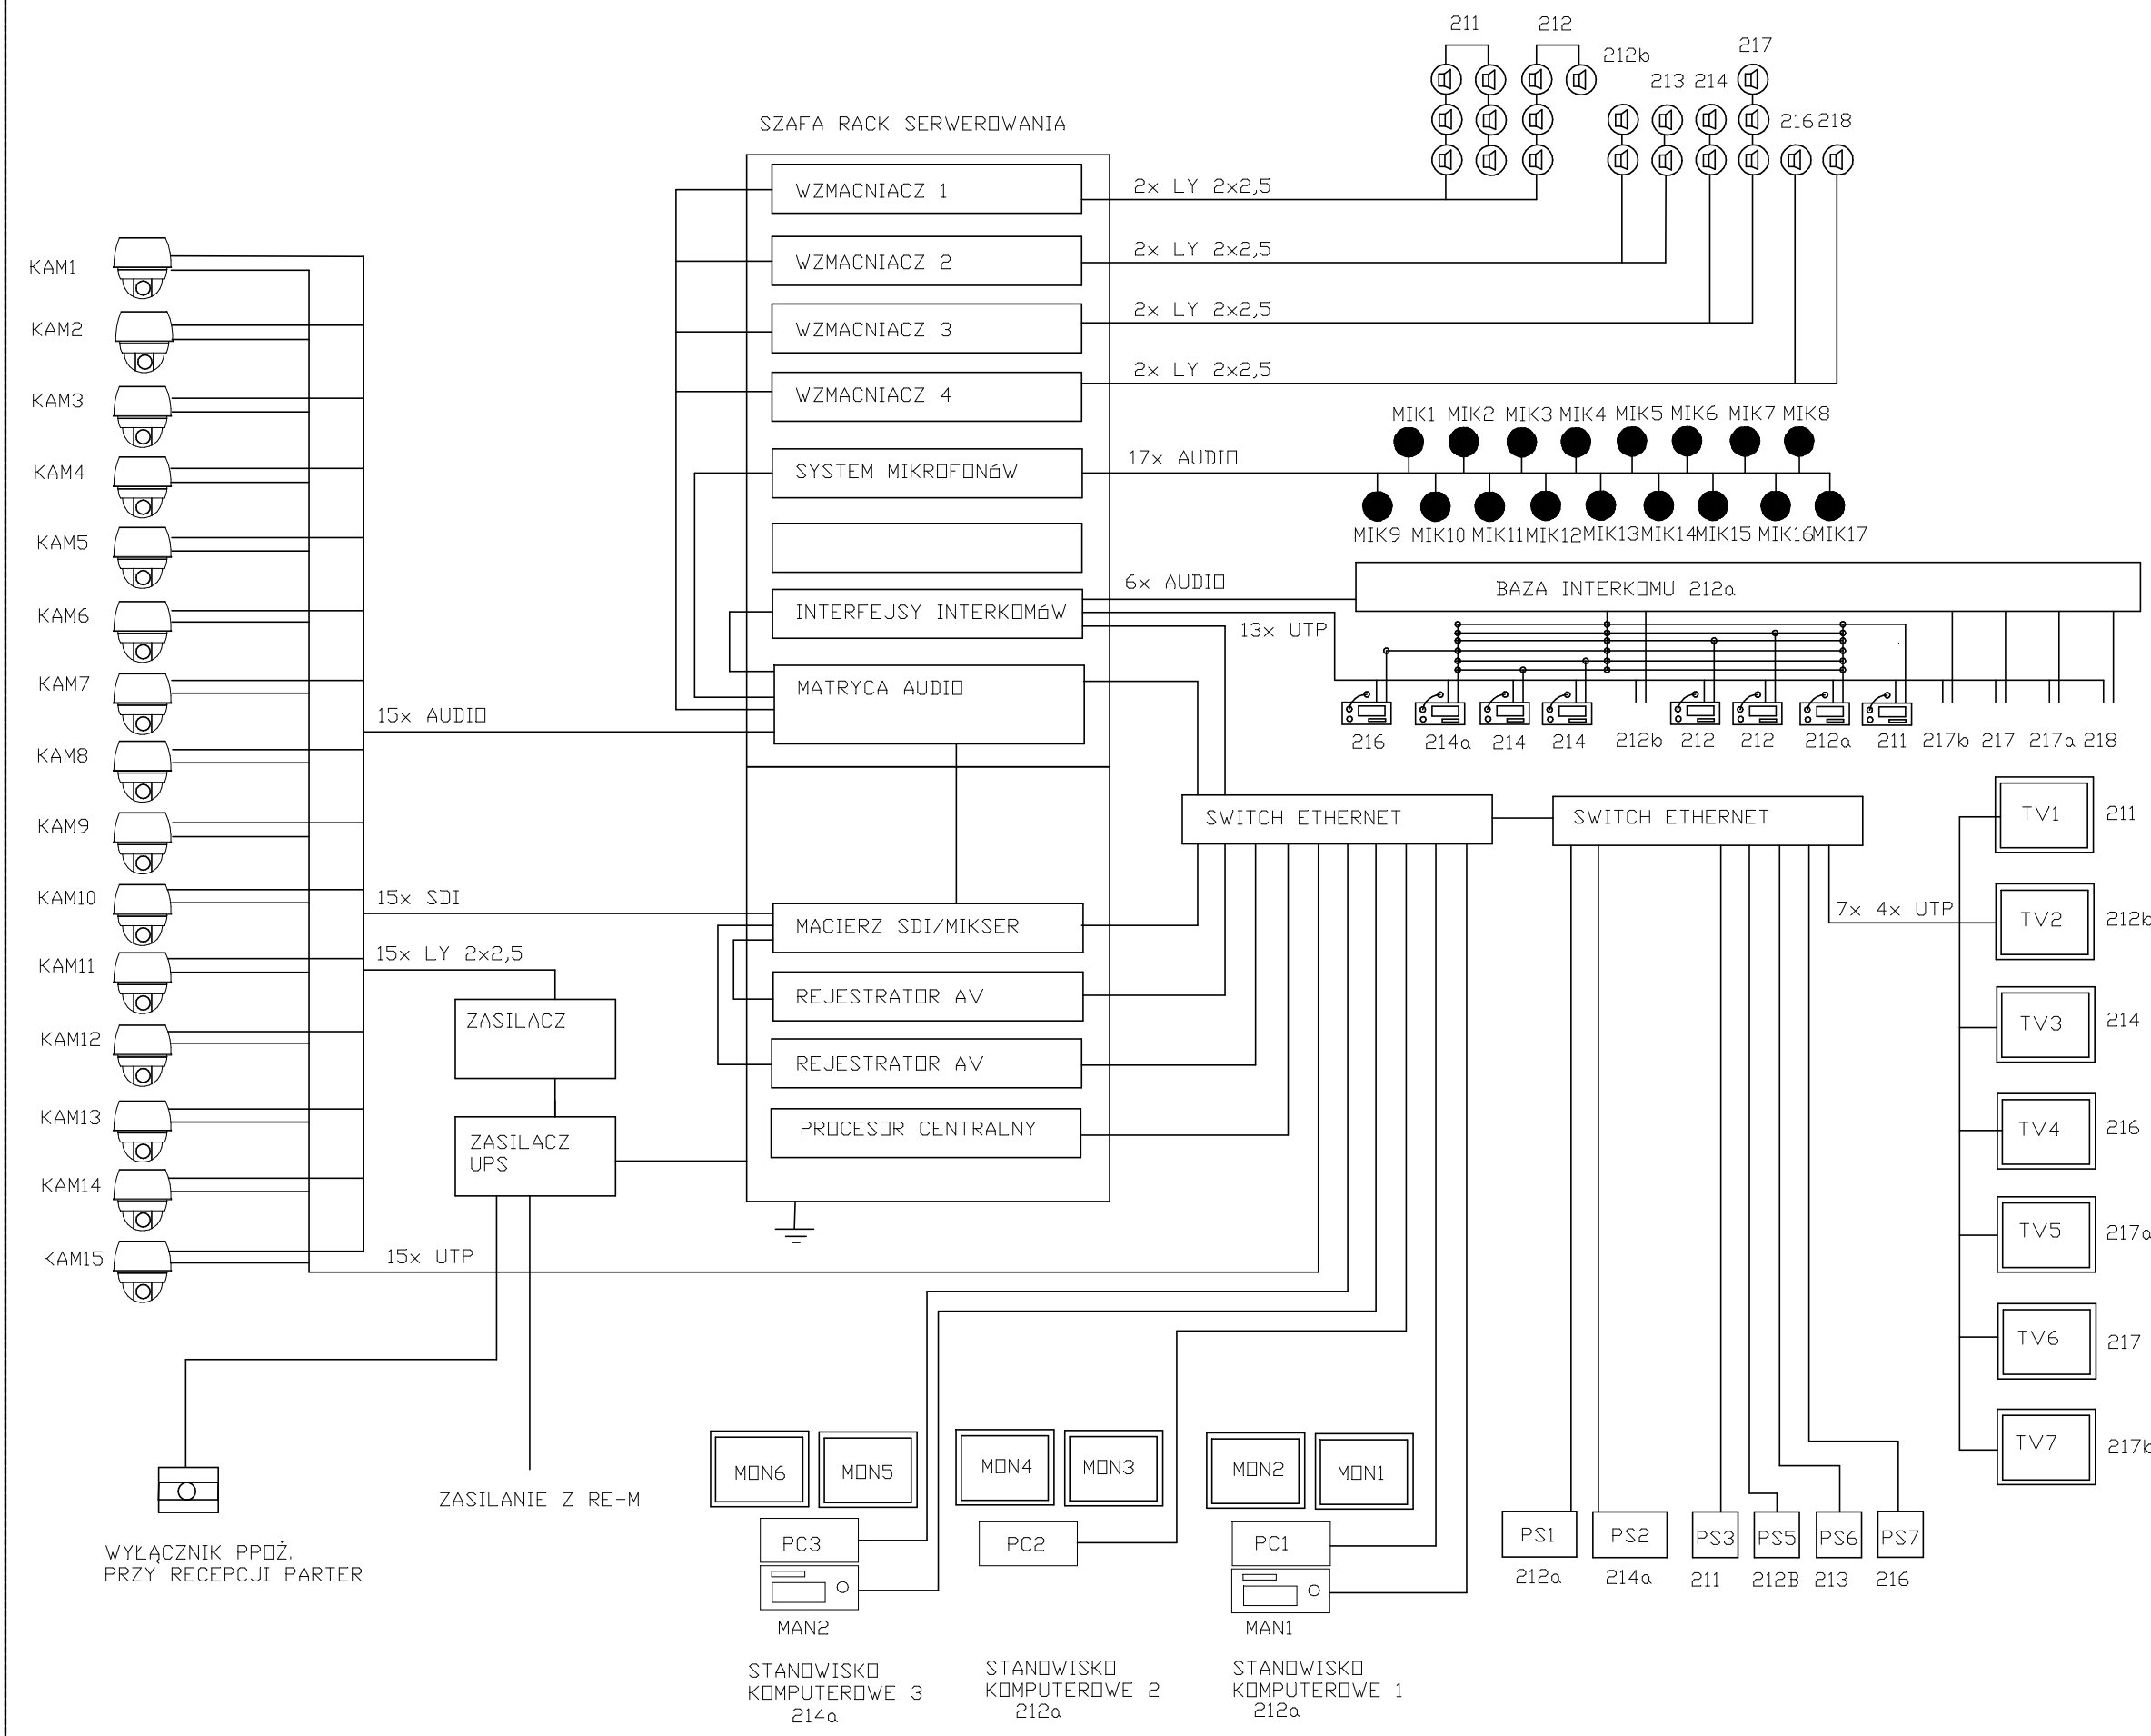 211
212
212b
217
213
214
216
218
SZAFA RACK SERWEROWANIA
WZMACNIACZ 1
2x LY 2x2,5
WZMACNIACZ 2
2x LY 2x2,5
WZMACNIACZ 3
2x LY 2x2,5
WZMACNIACZ 4
2x LY 2x2,5
SYSTEM MIKROFONóW
17x AUDIO
MIK1 MIK2 MIK3 MIK4 MIK5 MIK6 MIK7 MIK8
MIK9 MIK10 MIK11 MIK12 MIK13 MIK14 MIK15 MIK16 MIK17
6x AUDIO
BAZA INTERKOMU 212a
INTERFEJSY INTERKOMóW
13x UTP
MATRYCA AUDIO
216 214a 214 214 212b 212 212 212a 211 217b 217 217a 218
KAM1
KAM2
KAM3
KAM4
KAM5
KAM6
KAM7
KAM8
KAM9
KAM10
KAM11
KAM12
KAM13
KAM14
KAM15
15x AUDIO
15x SDI
15x LY 2x2,5
15x UTP
ZASILACZ
ZASILACZ
UPS
SWITCH ETHERNET
SWITCH ETHERNET
MACIERZ SDI/MIKSER
REJESTRATOR AV
REJESTRATOR AV
PROCESOR CENTRALNY
7x 4x UTP
TV1 211
TV2 212b
TV3 214
TV4 216
TV5 217a
TV6 217
TV7 217b
WYŁĄCZNIK PPOŻ.
PRZY RECEPCJI PARTER
ZASILANIE Z RE-M
MON6 MON5
PC3
MAN2
STANOWISKO
KOMPUTEROWE 3
214a
MON4 MON3
PC2
STANOWISKO
KOMPUTEROWE 2
212a
MON2 MON1
PC1
MAN1
STANOWISKO
KOMPUTEROWE 1
212a
PS1 PS2 PS3 PS5 PS6 PS7
212a 214a 211 212B 213 216